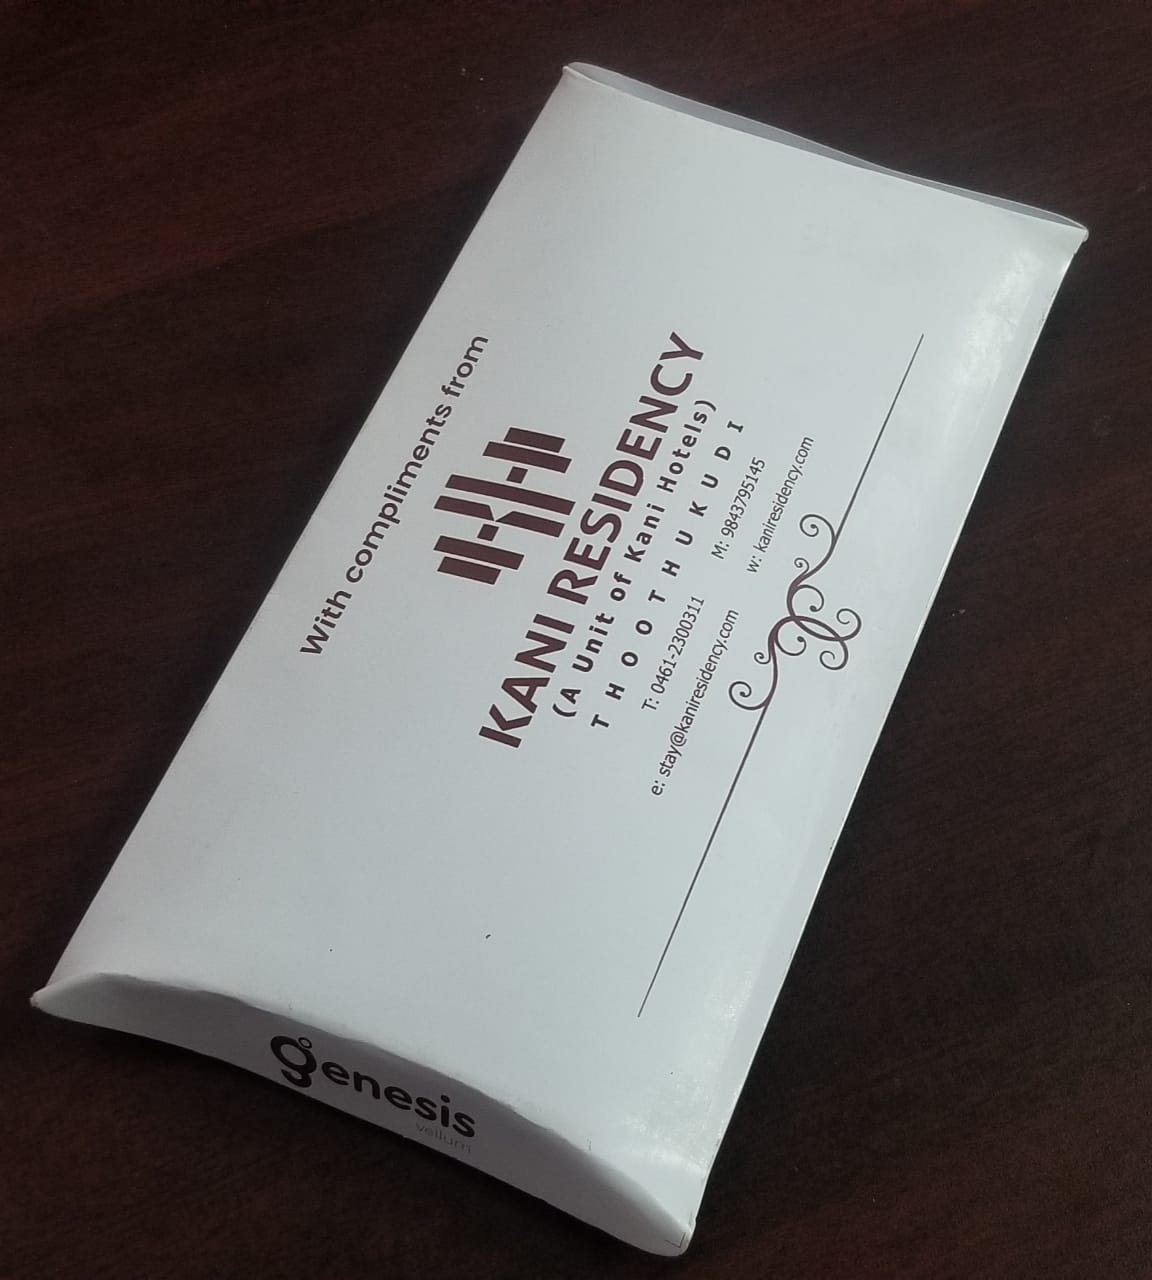 With compliments from
KANI RESIDENCY
(A Unit of Kani Hotels)
THOOTHUKUDI
T: 0461-2300311 M: 9843795145
e: stay@kaniresidency.com w: kaniresidency.com
genesis
vellum